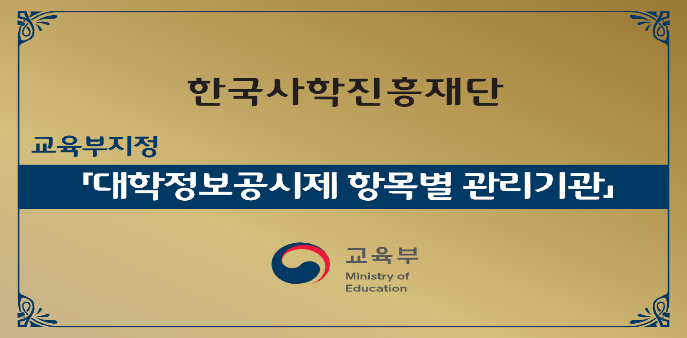 한국사학진흥재단
교육부지정
「대학정보공시제 항목별 관리기관」
교육부
Ministry of
Education